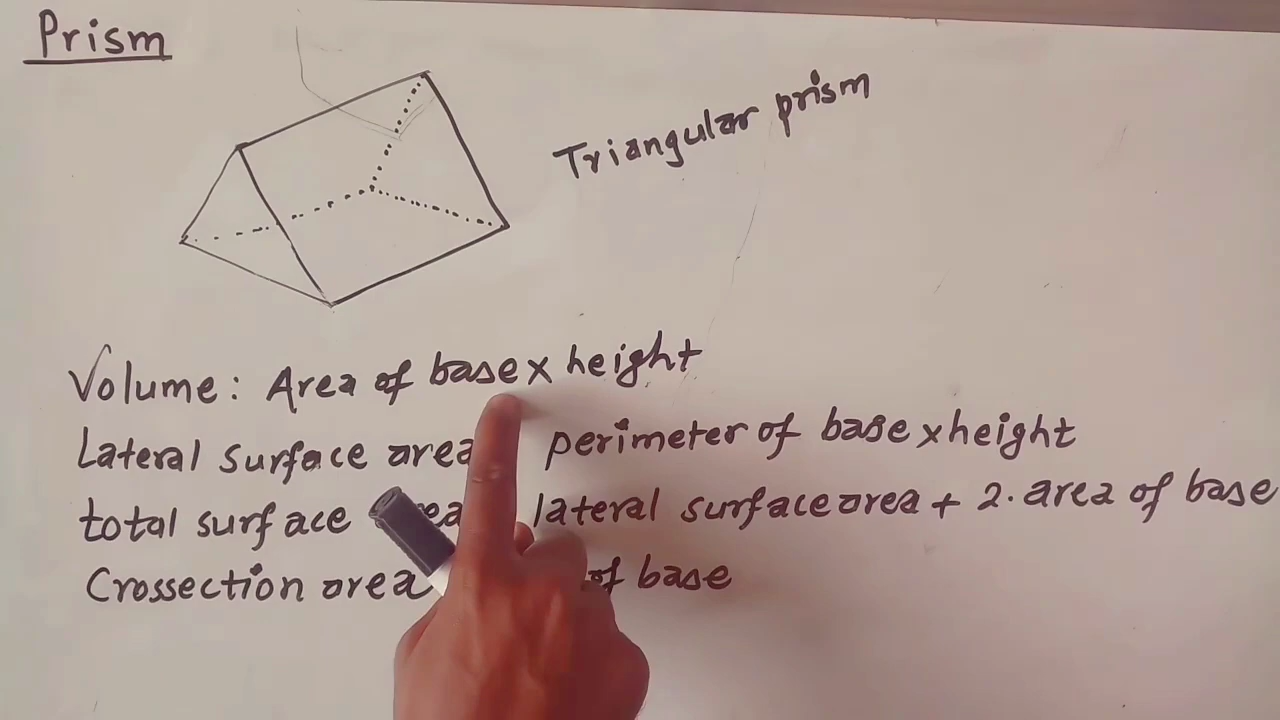 Prism
Triangular prism
Volume: Area of base x height
Lateral surface area perimeter of base x height
total surface lateral surface area + 2. area of base
Crossection area of base